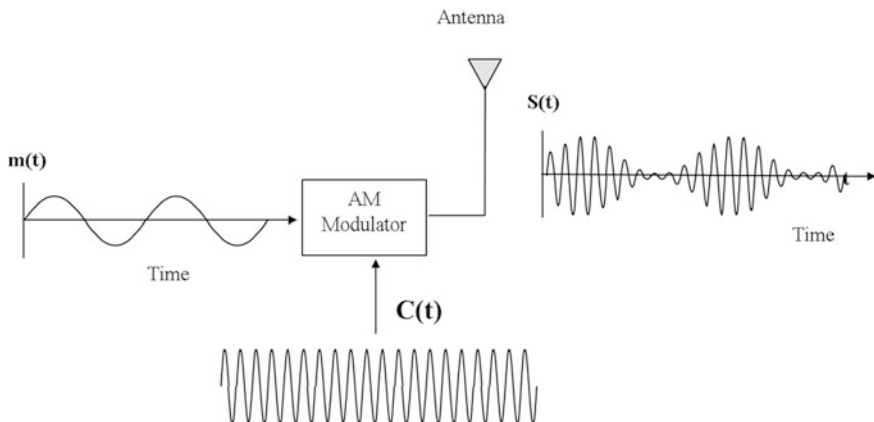 Antenna
S(t)
m(t)
AM
Modulator
t
Time
Time
C(t)